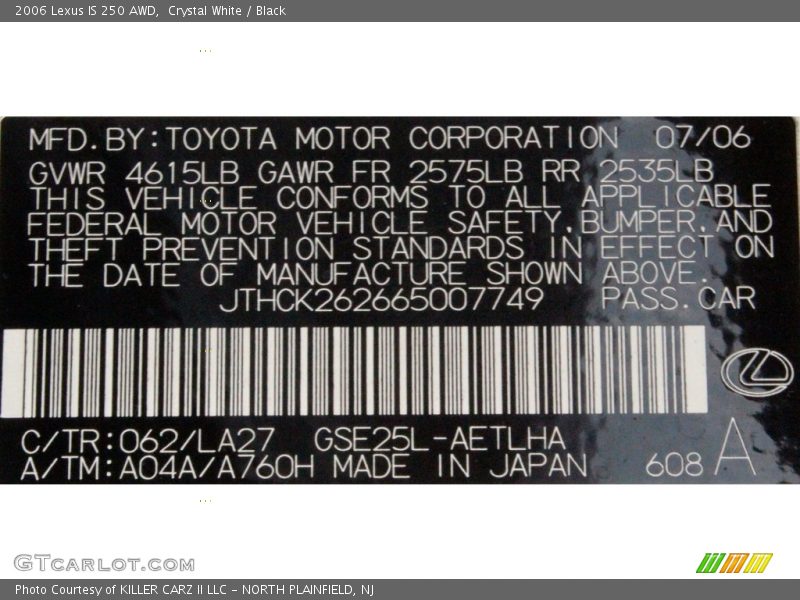 2006 Lexus IS 250 AWD,  Crystal White / Black
MFD.BY:TOYOTA MOTOR CORPORATION 07/06
GVWR 4615LB GAWR FR 2575LB RR 2535LB
THIS VEHICLE CONFORMS TO ALL APPLICABLE
FEDERAL MOTOR VEHICLE SAFETY,BUMPER,AND
THEFT PREVENTION STANDARDS IN EFFECT ON
THE DATE OF MANUFACTURE SHOWN ABOVE.
JTHCK262665007749 PASS.CAR
C/TR:062/LA27 GSE25L-AETLHA
A/TM:A04A/A760H MADE IN JAPAN 608 A
GTCARLOT.COM
Photo Courtesy of KILLER CARZ II LLC - NORTH PLAINFIELD, NJ